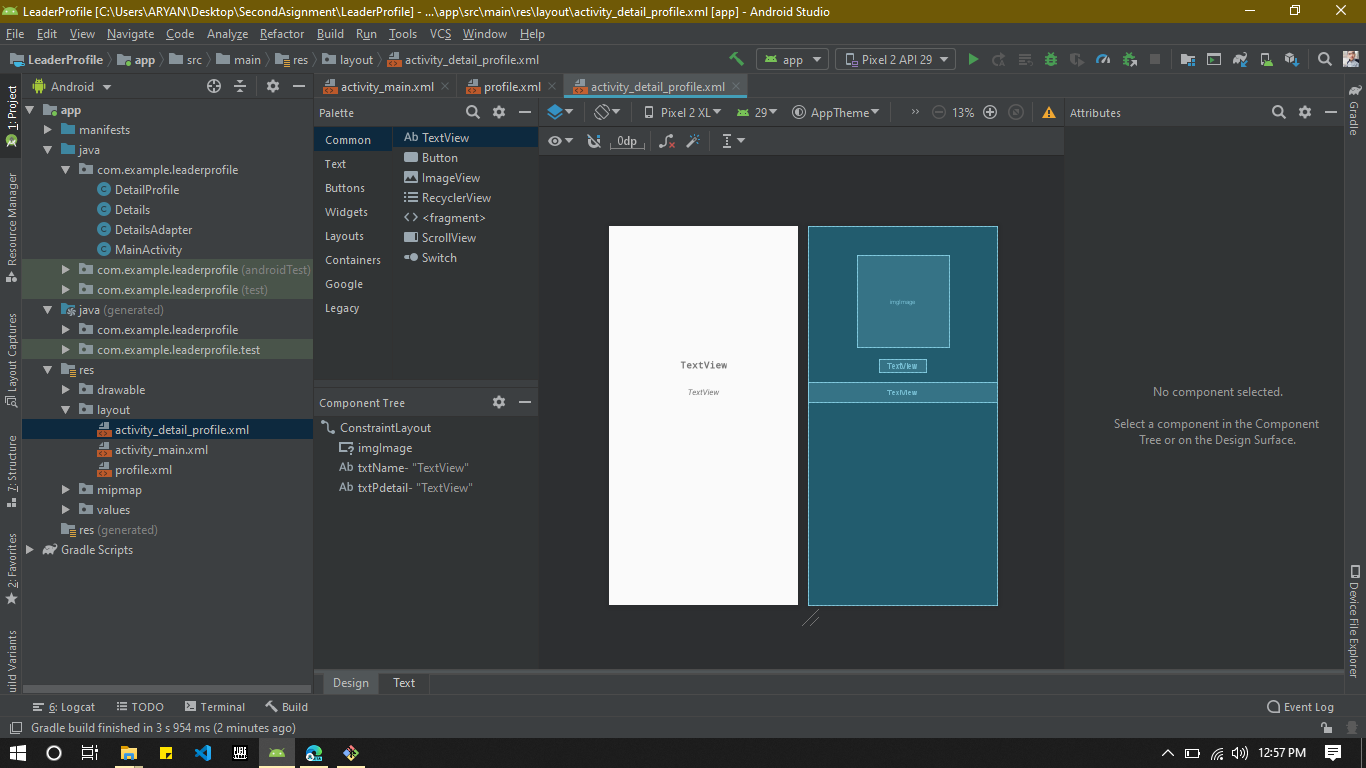 LeaderProfile [C:\Users\ARYAN\Desktop\SecondAsignment\LeaderProfile] - ...\app\src\main\res\layout\activity_detail_profile.xml [app] - Android Studio
File Edit View Navigate Code Analyze Refactor Build Run Tools VCS Window Help
LeaderProfile app src main res layout activity_detail_profile.xml
app Pixel 2 API 29
1: Project
Resource Manager
Layout Captures
7: Structure
2: Favorites
uild Variants
Android
app
manifests
java
com.example.leaderprofile
DetailProfile
Details
DetailsAdapter
MainActivity
com.example.leaderprofile (androidTest)
com.example.leaderprofile (test)
java (generated)
com.example.leaderprofile
com.example.leaderprofile.test
res
drawable
layout
activity_detail_profile.xml
activity_main.xml
profile.xml
mipmap
values
res (generated)
Gradle Scripts
activity_main.xml profile.xml activity_detail_profile.xml
Palette
Common
Text
Buttons
Widgets
Layouts
Containers
Google
Legacy
Ab TextView
Button
ImageView
RecyclerView
<fragment>
ScrollView
Switch
Component Tree
ConstraintLayout
imgImage
Ab txtName- "TextView"
Ab txtPdetail- "TextView"
Pixel 2 XL 29 AppTheme 13%
0dp
TextView
TextView
imgImage
TextView
TextView
Attributes
No component selected.
Select a component in the Component
Tree or on the Design Surface.
Gradle
Device File Explorer
Design Text
6: Logcat TODO Terminal Build Event Log
Gradle build finished in 3 s 954 ms (2 minutes ago)
12:57 PM